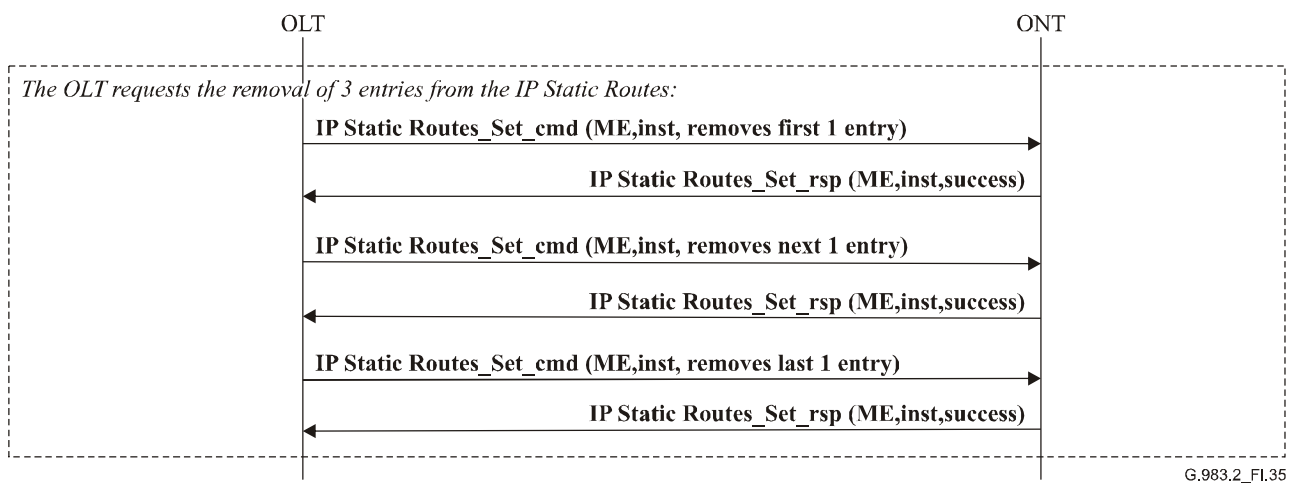 OLT ONT
The OLT requests the removal of 3 entries from the IP Static Routes:
IP Static Routes_Set_cmd (ME,inst, removes first 1 entry)
IP Static Routes_Set_rsp (ME,inst,success)
IP Static Routes_Set_cmd (ME,inst, removes next 1 entry)
IP Static Routes_Set_rsp (ME,inst,success)
IP Static Routes_Set_cmd (ME,inst, removes last 1 entry)
IP Static Routes_Set_rsp (ME,inst,success)
G.983.2_FI.35